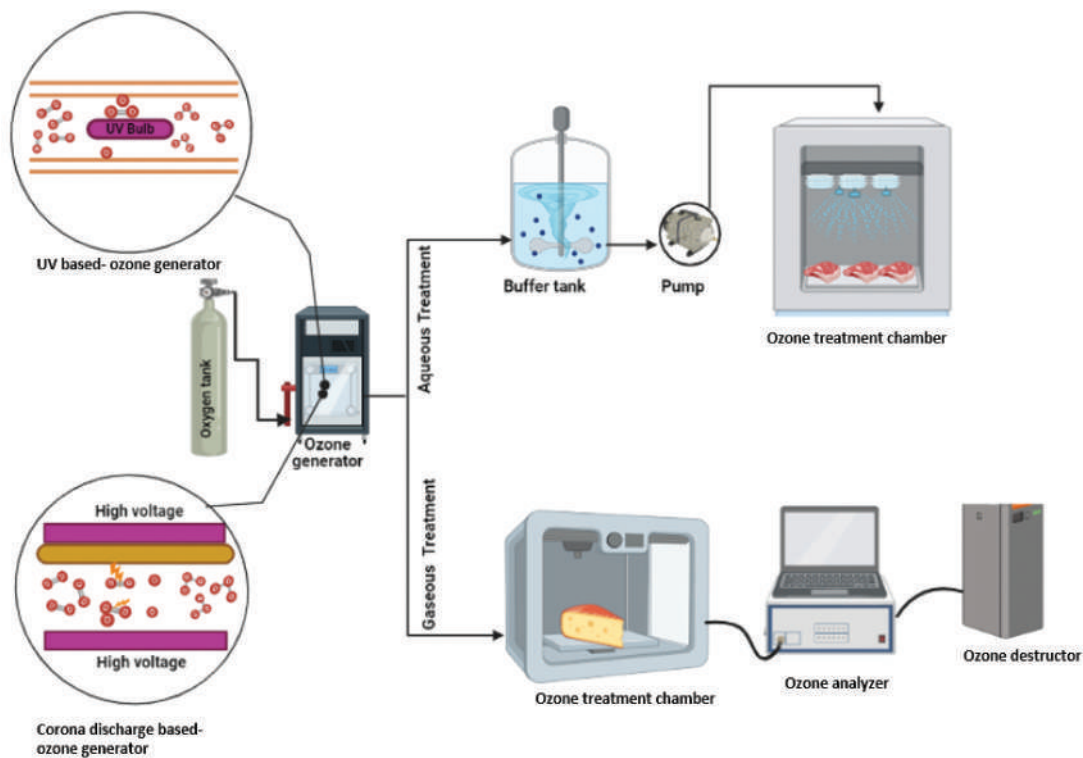 UV Bulb
UV based- ozone generator
Oxygen tank
Ozone
generator
High voltage
High voltage
Corona discharge based-
ozone generator
Aqueous Treatment
Gaseous Treatment
Buffer tank
Pump
Ozone treatment chamber
Ozone treatment chamber
Ozone analyzer
Ozone destructor